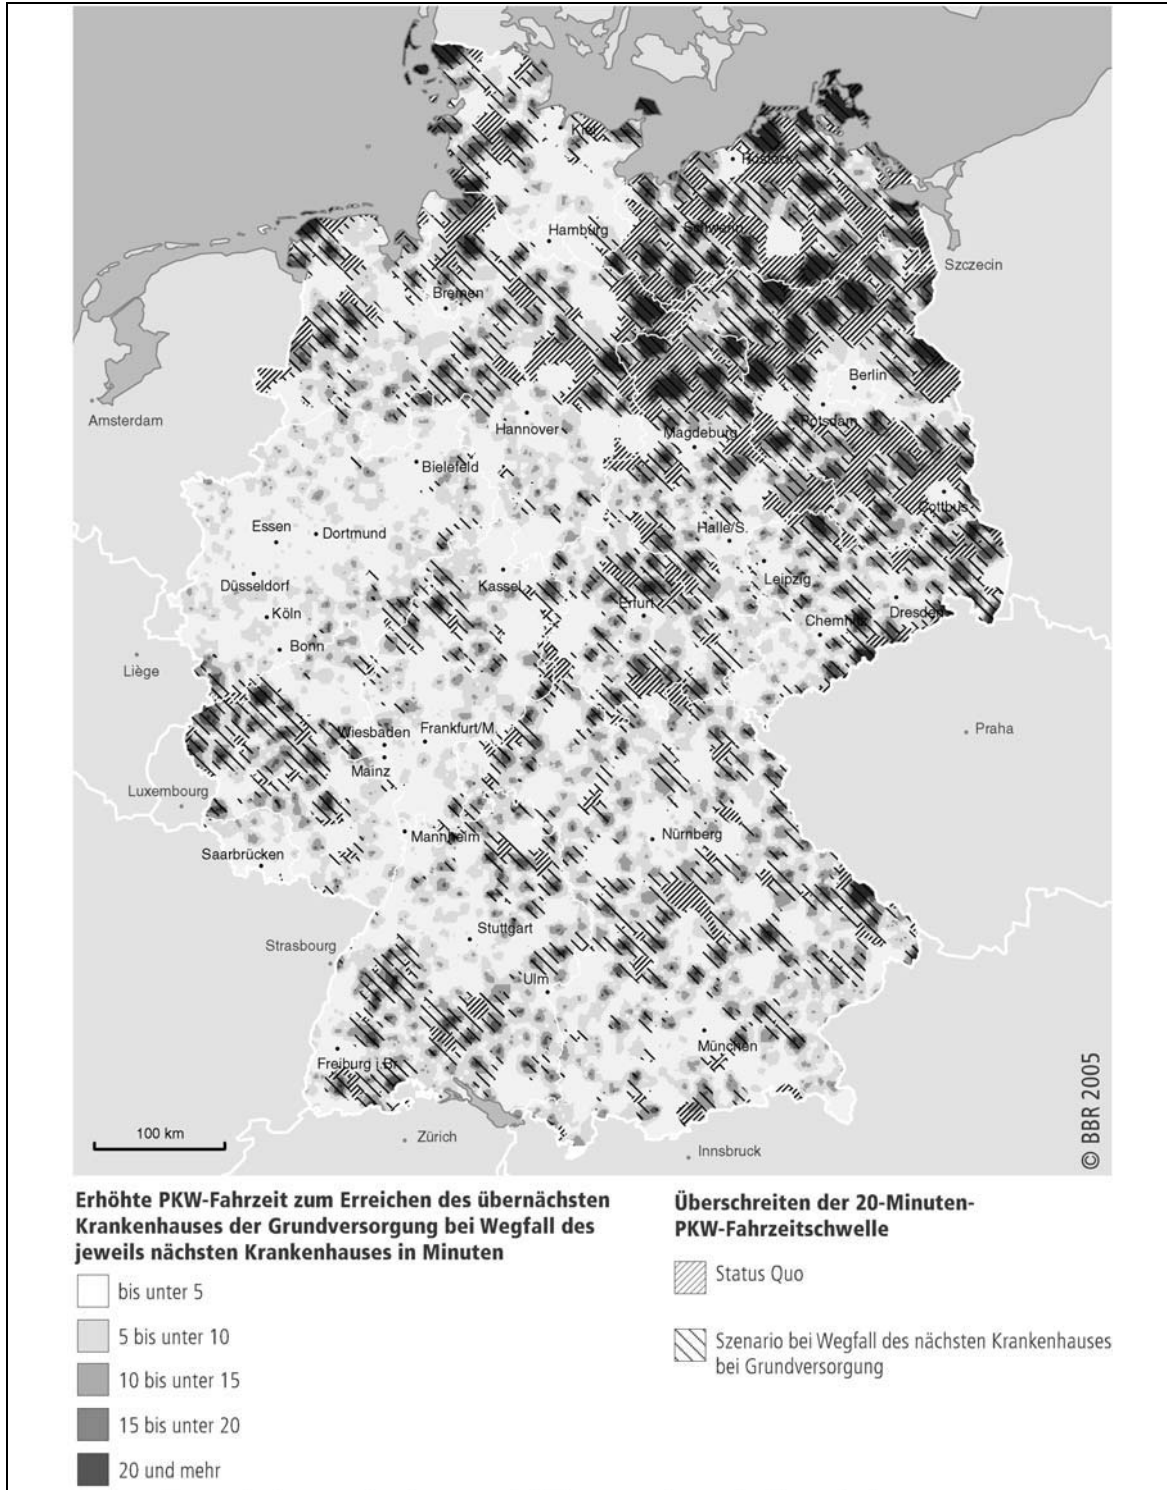 Kiel
Rostock
Schwerin
Hamburg
Szczecin
Bremen
Berlin
Amsterdam
Potsdam
Hannover
Magdeburg
Bielefeld
Cottbus
Essen
Dortmund
Halle/S.
Düsseldorf
Kassel
Leipzig
Erfurt
Köln
Dresden
Chemnitz
Bonn
Liège
Wiesbaden
Frankfurt/M.
Praha
Mainz
Luxembourg
Mannheim
Nürnberg
Saarbrücken
Stuttgart
Strasbourg
Ulm
München
Freiburg i.Br.
© BBR 2005
100 km
Zürich
Innsbruck
Erhöhte PKW-Fahrzeit zum Erreichen des übernächsten
Krankenhauses der Grundversorgung bei Wegfall des
jeweils nächsten Krankenhauses in Minuten
bis unter 5
5 bis unter 10
10 bis unter 15
15 bis unter 20
20 und mehr
Überschreiten der 20-Minuten-
PKW-Fahrzeitschwelle
Status Quo
Szenario bei Wegfall des nächsten Krankenhauses
bei Grundversorgung